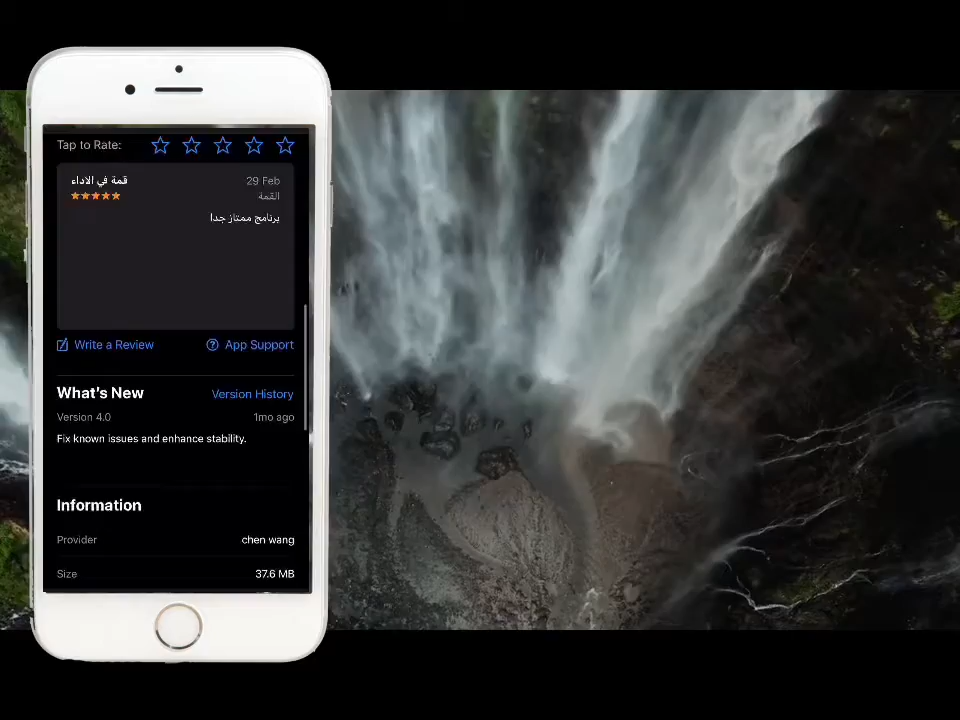 Tap to Rate:
قمة في الاداء
29 Feb
القمة
برنامج ممتاز جدا
Write a Review
App Support
What's New
Version History
Version 4.0
1mo ago
Fix known issues and enhance stability.
Information
Provider
chen wang
Size
37.6 MB